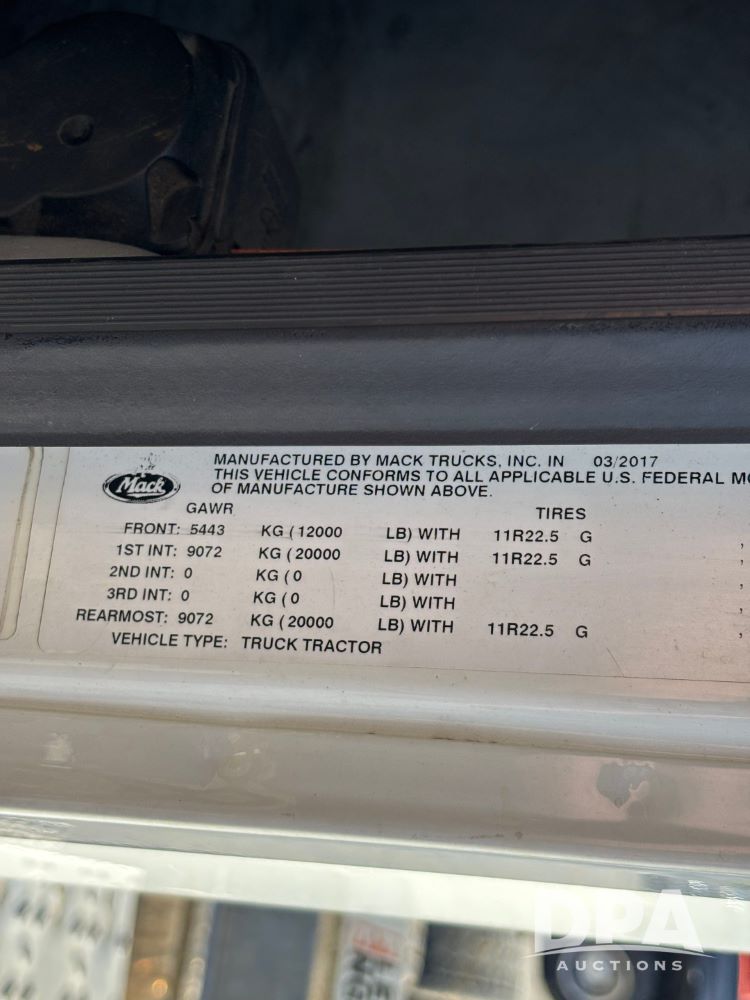 MANUFACTURED BY MACK TRUCKS, INC. IN 03/2017
THIS VEHICLE CONFORMS TO ALL APPLICABLE U.S. FEDERAL MO
OF MANUFACTURE SHOWN ABOVE.
Mack
GAWR TIRES
FRONT: 5443 KG ( 12000 LB) WITH 11R22.5 G ,
1ST INT: 9072 KG ( 20000 LB) WITH 11R22.5 G ,
2ND INT: 0 KG ( 0 LB) WITH ,
3RD INT: 0 KG ( 0 LB) WITH ,
REARMOST: 9072 KG ( 20000 LB) WITH 11R22.5 G ,
VEHICLE TYPE: TRUCK TRACTOR
DPA
AUCTIONS